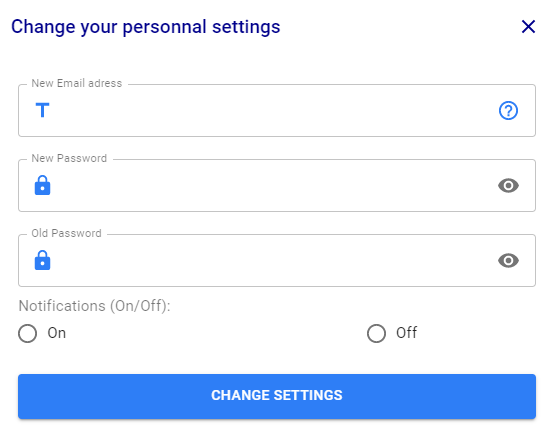 Change your personnal settings
New Email adress
New Password
Old Password
Notifications (On/Off):
On
Off
CHANGE SETTINGS